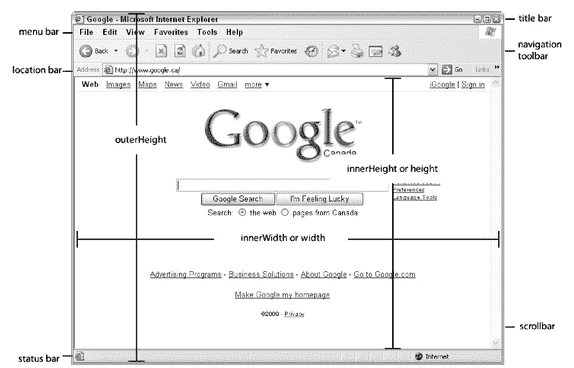 Google - Microsoft Internet Explorer
title bar
menu bar
File Edit View Favorites Tools Help
Back
Search
Favorites
navigation
toolbar
location bar
Address
http://www.google.ca/
Go
Links
Web Images Maps News Video Gmail more ▼
iGoogle | Sign in
outerHeight
Google™
Canada
innerHeight or height
Preferences
Language Tools
Google Search
I'm Feeling Lucky
Search: the web pages from Canada
innerWidth or width
Advertising Programs - Business Solutions - About Google - Go to Google.com
Make Google my homepage
©2009 - Privacy
scrollbar
status bar
Internet